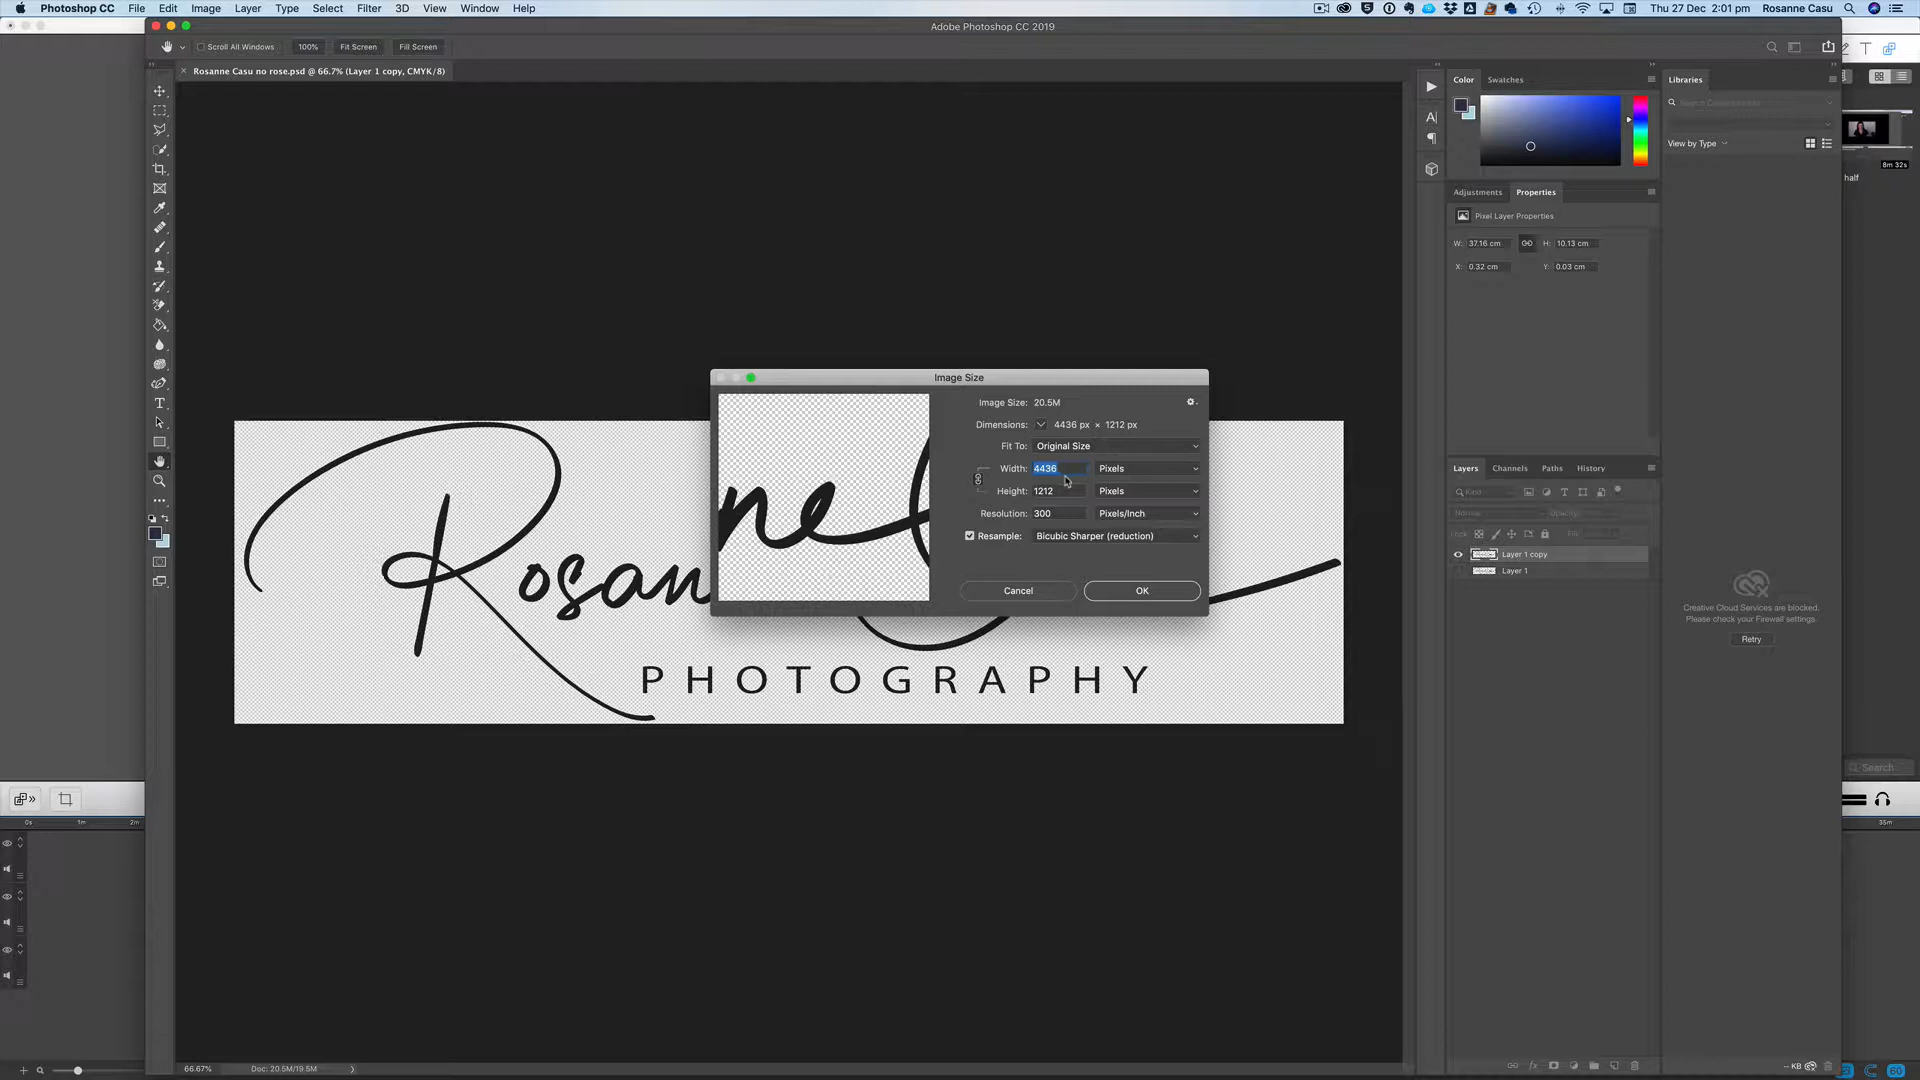 Photoshop CC File Edit Image Layer Type Select Filter 3D View Window Help Thu 27 Dec 2:01 pm Rosanne Casu
Adobe Photoshop CC 2019
Scroll All Windows 100% Fit Screen Fill Screen
Rosanne Casu no rose.psd @ 66.7% (Layer 1 copy, CMYK/8)
Color Swatches
Libraries
View by Type
8m 32s
half
Adjustments Properties
Pixel Layer Properties
W: 37.16 cm H: 10.13 cm
X: 0.32 cm Y: 0.03 cm
Image Size
Image Size: 20.5M
Dimensions: 4436 px × 1212 px
Fit To: Original Size
Width: 4436 Pixels
Height: 1212 Pixels
Resolution: 300 Pixels/Inch
Resample: Bicubic Sharper (reduction)
Cancel OK
ne
Rosan
PHOTOGRAPHY
Layers Channels Paths History
Kind
Normal Opacity:
Lock: Fill:
Layer 1 copy
Layer 1
Creative Cloud Services are blocked.
Please check your Firewall settings.
Retry
Search...
0s 1m 2m
35m
66.67% Doc: 20.5M/19.5M
-- KB
60